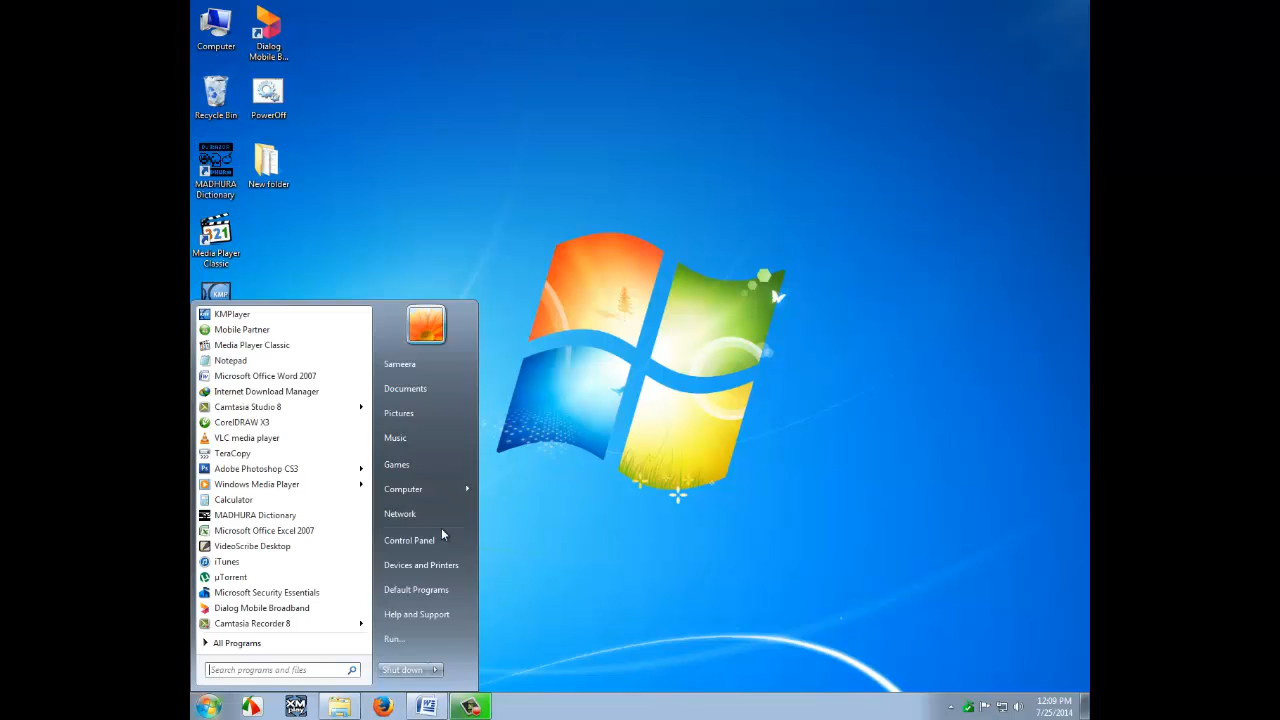 Computer
Dialog
Mobile B...
Recycle Bin
PowerOff
MADHURA
Dictionary
New folder
321
Media Player
Classic
KMP
KMPlayer
Mobile Partner
Media Player Classic
Notepad
Microsoft Office Word 2007
Internet Download Manager
Camtasia Studio 8
CorelDRAW X3
VLC media player
TeraCopy
Adobe Photoshop CS3
Windows Media Player
Calculator
MADHURA Dictionary
Microsoft Office Excel 2007
VideoScribe Desktop
iTunes
µTorrent
Microsoft Security Essentials
Dialog Mobile Broadband
Camtasia Recorder 8
All Programs
Search programs and files
Sameera
Documents
Pictures
Music
Games
Computer
Network
Control Panel
Devices and Printers
Default Programs
Help and Support
Run...
Shut down
XM
play
12:09 PM
7/25/2014